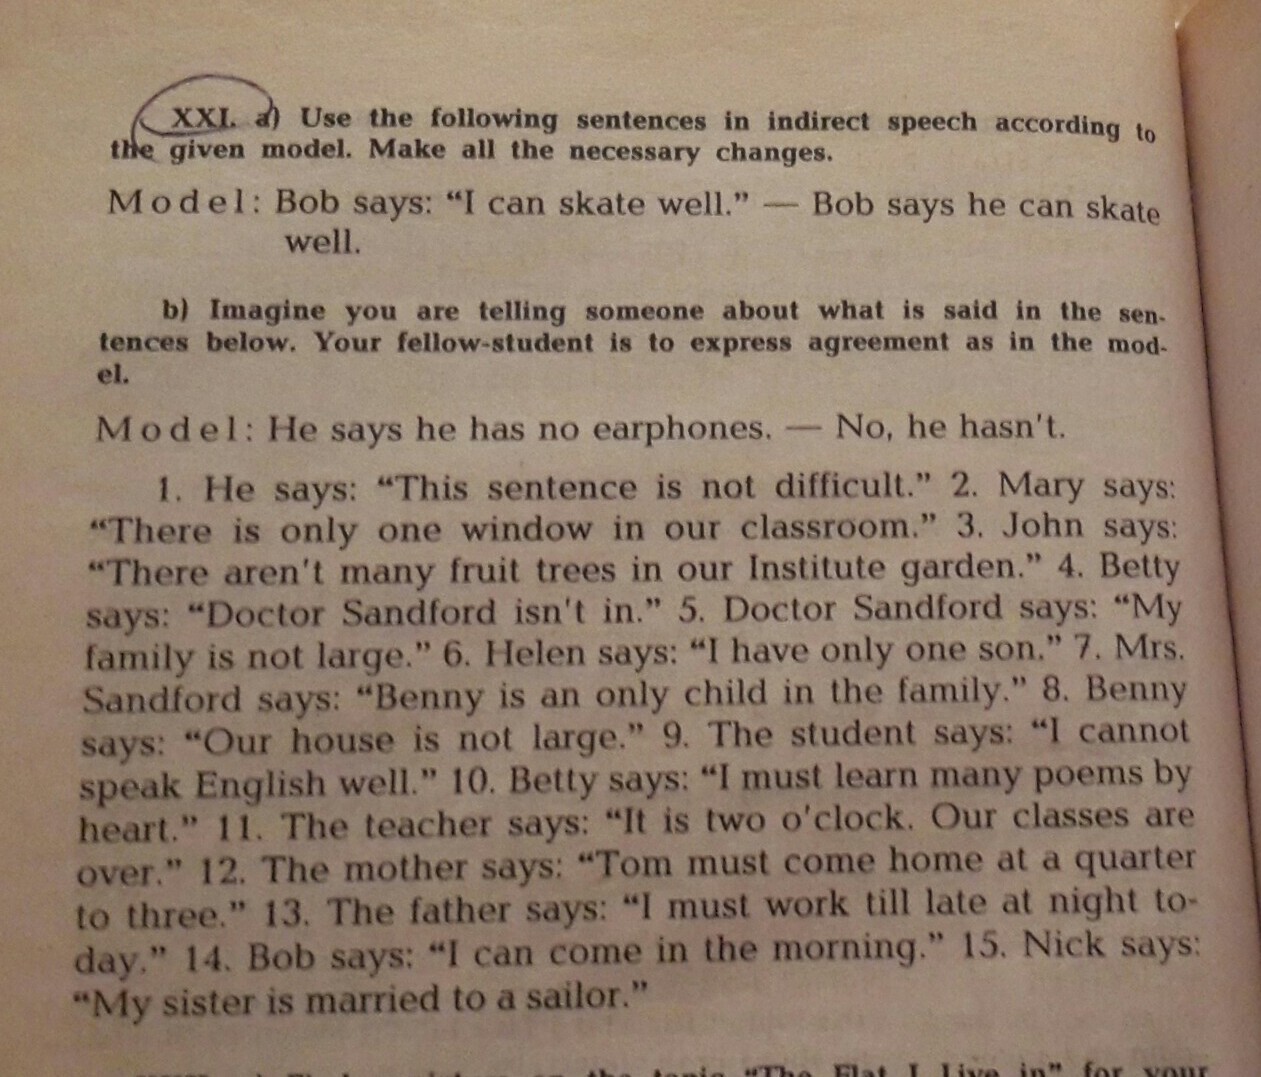 XXI. a) Use the following sentences in indirect speech according to
the given model. Make all the necessary changes.
Model: Bob says: “I can skate well.” — Bob says he can skate
well.
b) Imagine you are telling someone about what is said in the sen-
tences below. Your fellow-student is to express agreement as in the mod-
el.
Model: He says he has no earphones. — No, he hasn't.
1. He says: “This sentence is not difficult.” 2. Mary says:
“There is only one window in our classroom.” 3. John says:
“There aren't many fruit trees in our Institute garden.” 4. Betty
says: “Doctor Sandford isn't in.” 5. Doctor Sandford says: “My
family is not large.” 6. Helen says: “I have only one son.” 7. Mrs.
Sandford says: “Benny is an only child in the family.” 8. Benny
says: “Our house is not large.” 9. The student says: “I cannot
speak English well.” 10. Betty says: “I must learn many poems by
heart.” 11. The teacher says: “It is two o'clock. Our classes are
over.” 12. The mother says: “Tom must come home at a quarter
to three.” 13. The father says: “I must work till late at night to-
day.” 14. Bob says: “I can come in the morning.” 15. Nick says:
“My sister is married to a sailor.”
the topic “The Flat I Live in” for your